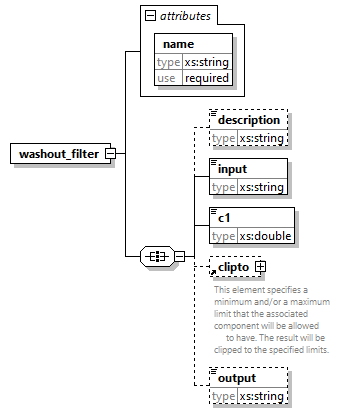 attributes
name
type xs:string
use required
washout_filter
description
type xs:string
input
type xs:string
c1
type xs:double
clipto
This element specifies a
minimum and/or a maximum
limit that the associated
component will be allowed
to have. The result will be
clipped to the specified limits.
output
type xs:string